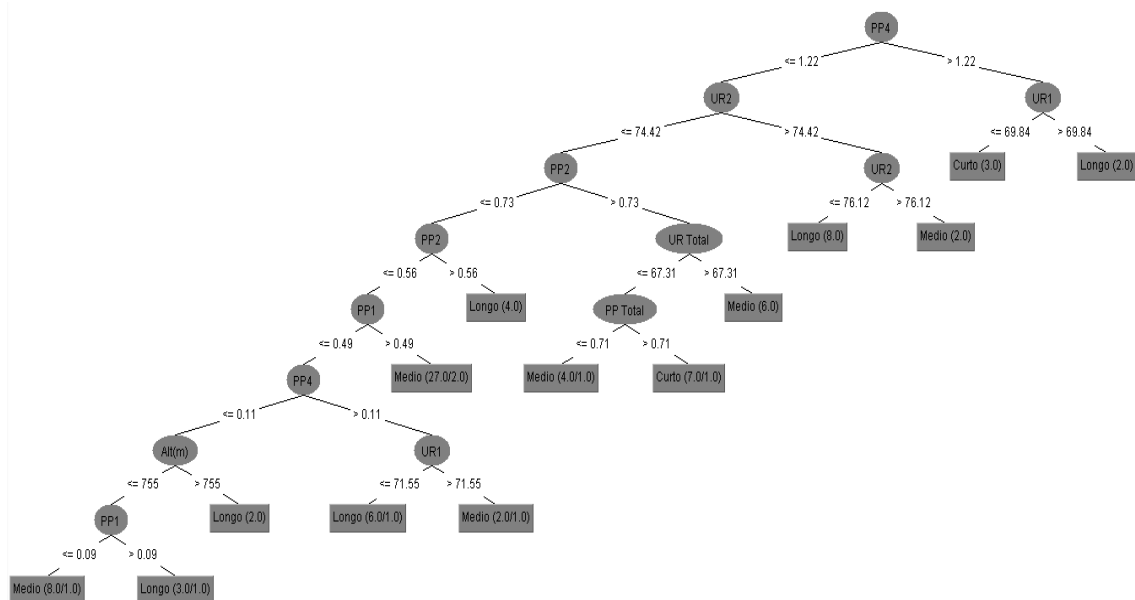 PP4
<= 1.22 > 1.22
UR2 UR1
<= 74.42 > 74.42 <= 69.84 > 69.84
PP2 UR2 Curto (3.0) Longo (2.0)
<= 0.73 > 0.73 <= 76.12 > 76.12
PP2 UR Total Longo (8.0) Medio (2.0)
<= 0.56 > 0.56 <= 67.31 > 67.31
PP1 Longo (4.0) PP Total Medio (6.0)
<= 0.49 > 0.49 <= 0.71 > 0.71
PP4 Medio (27.0/2.0) Medio (4.0/1.0) Curto (7.0/1.0)
<= 0.11 > 0.11
Alt(m) UR1
<= 755 > 755 <= 71.55 > 71.55
PP1 Longo (2.0) Longo (6.0/1.0) Medio (2.0/1.0)
<= 0.09 > 0.09
Medio (8.0/1.0) Longo (3.0/1.0)